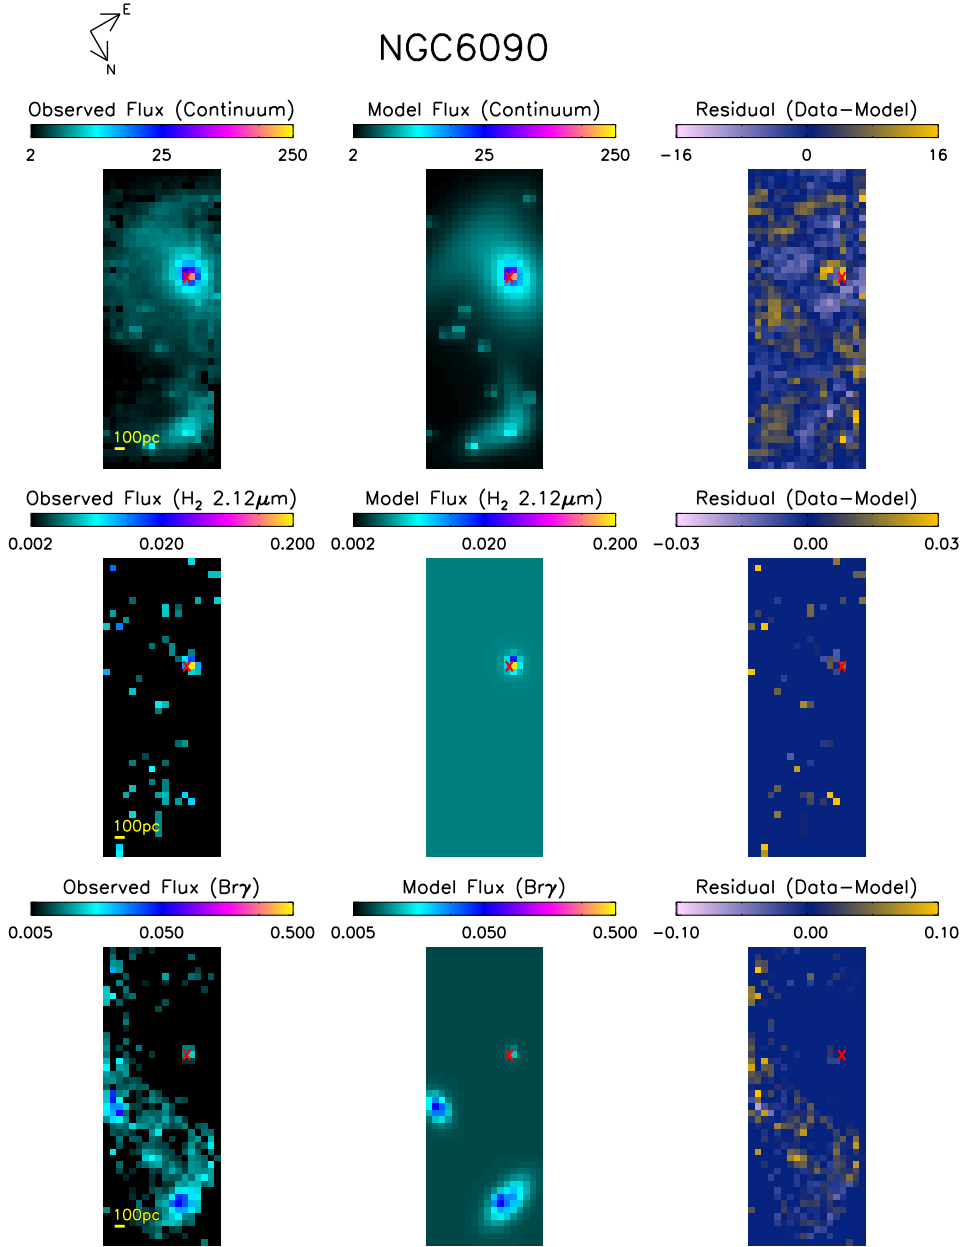 E
N
NGC6090
Observed Flux (Continuum) Model Flux (Continuum) Residual (Data-Model)
2 25 250 2 25 250 -16 0 16
100pc
Observed Flux (H₂ 2.12μm) Model Flux (H₂ 2.12μm) Residual (Data-Model)
0.002 0.020 0.200 0.002 0.020 0.200 -0.03 0.00 0.03
100pc
Observed Flux (Brγ) Model Flux (Brγ) Residual (Data-Model)
0.005 0.050 0.500 0.005 0.050 0.500 -0.10 0.00 0.10
100pc